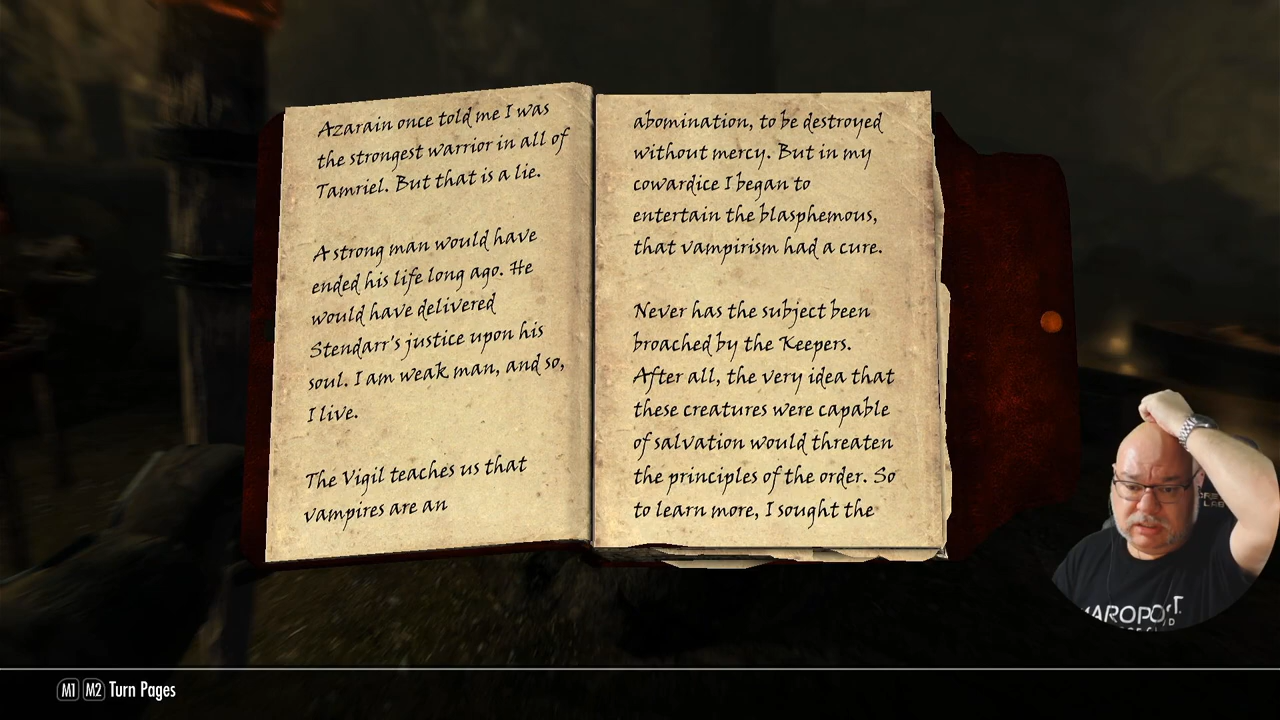 Azarain once told me I was
the strongest warrior in all of
Tamriel. But that is a lie.
A strong man would have
ended his life long ago. He
would have delivered
Stendarr's justice upon his
soul. I am weak man, and so,
I live.
The Vigil teaches us that
vampires are an
abomination, to be destroyed
without mercy. But in my
cowardice I began to
entertain the blasphemous,
that vampirism had a cure.
Never has the subject been
broached by the Keepers.
After all, the very idea that
these creatures were capable
of salvation would threaten
the principles of the order. So
to learn more, I sought the
M1 M2 Turn Pages